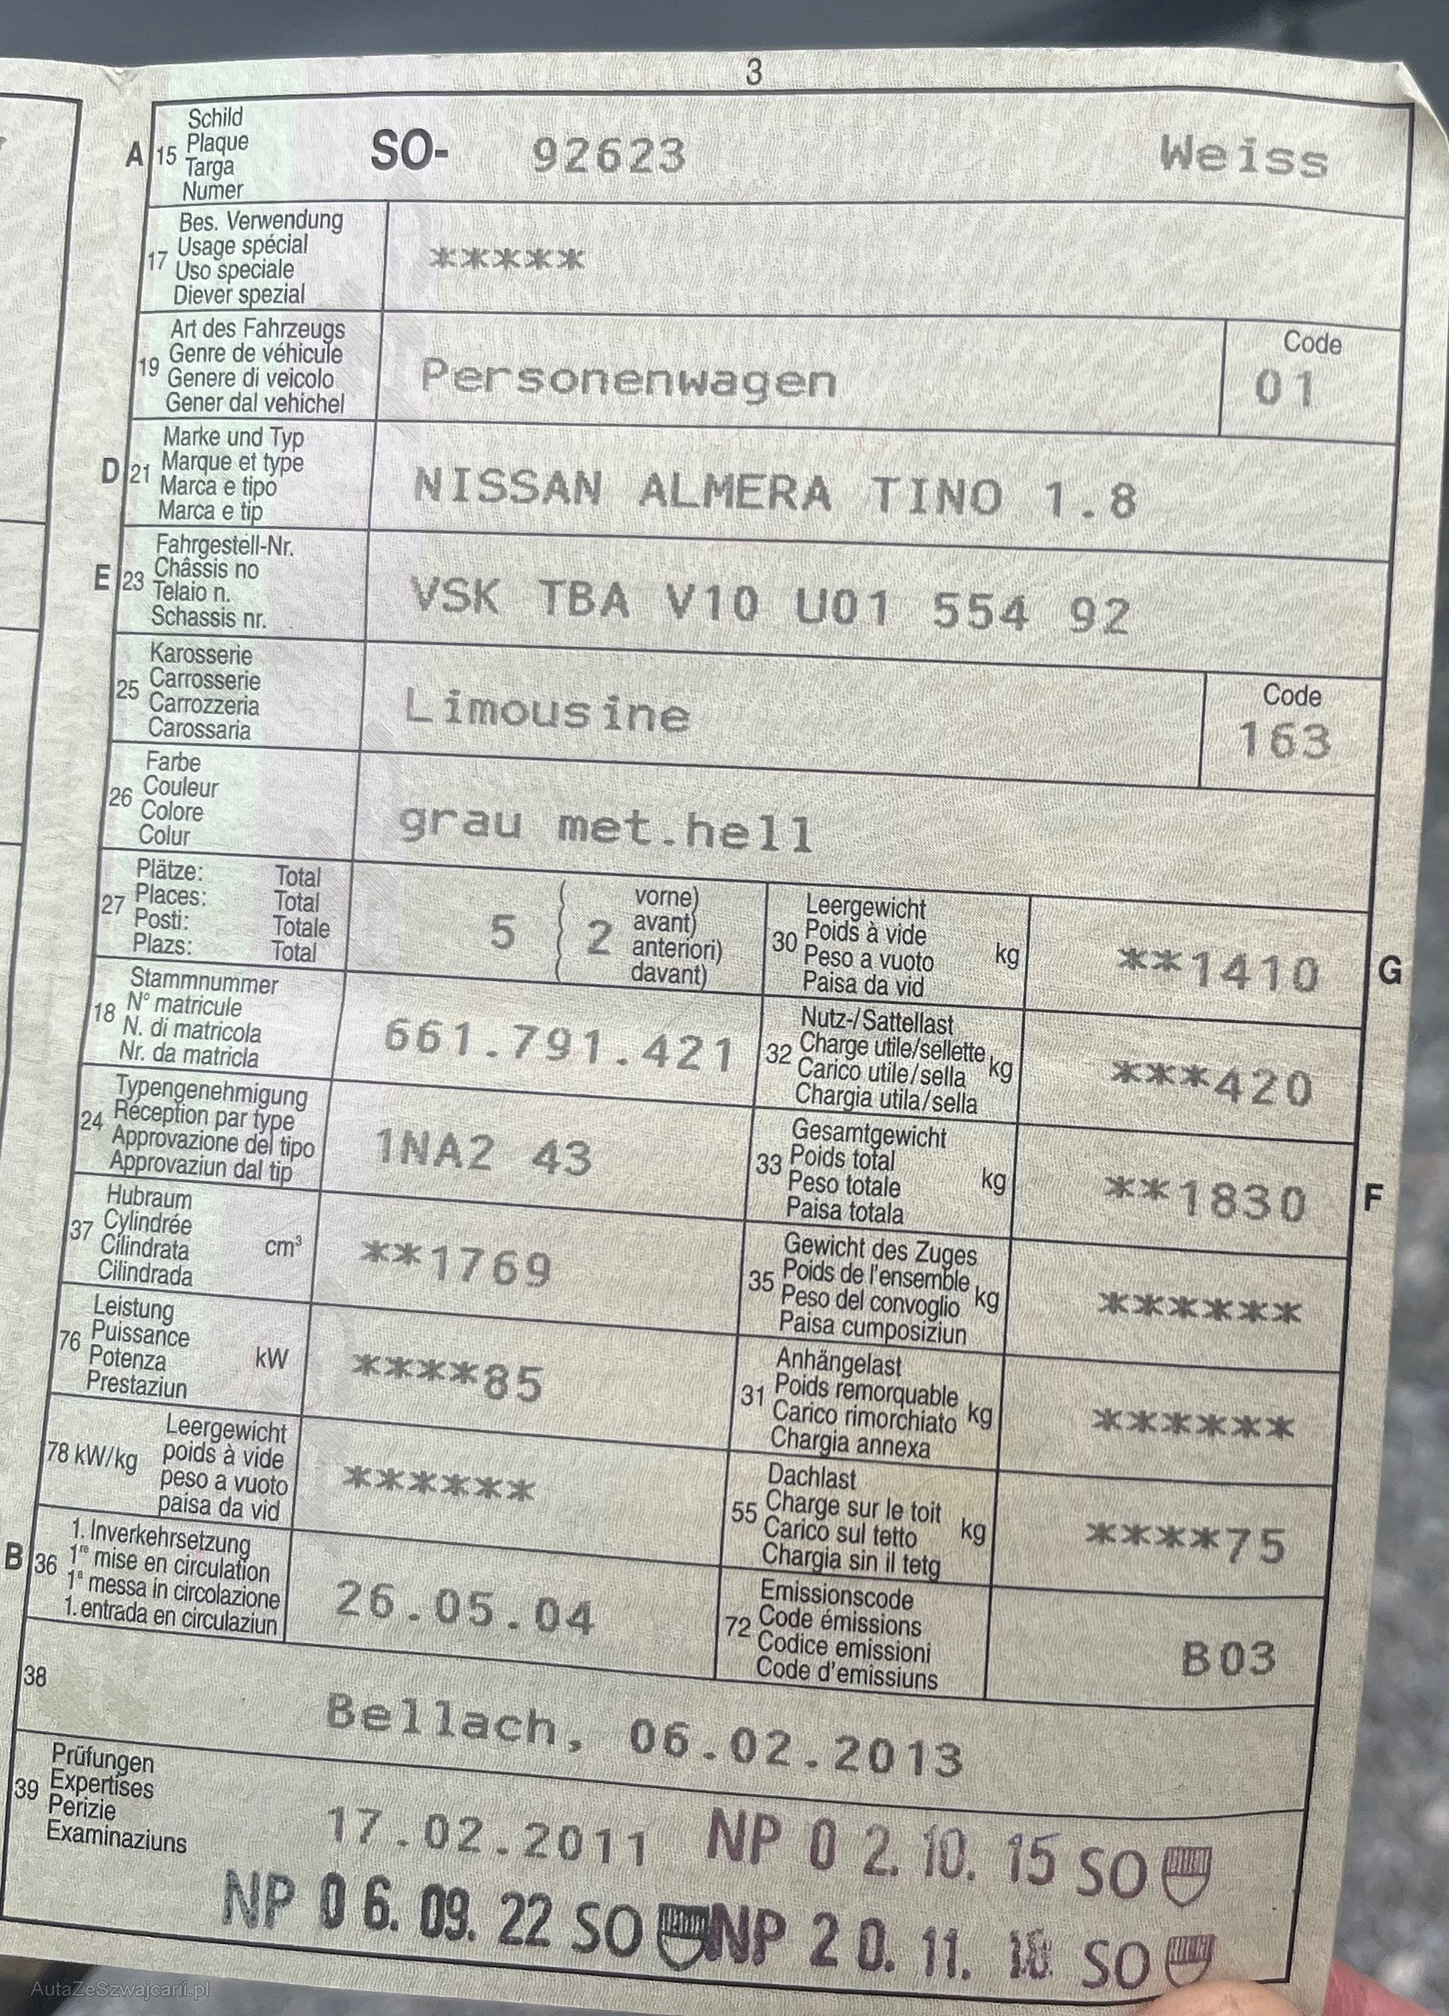 3
A 15 Schild
Plaque
Targa
Numer
SO- 92623 Weiss
17 Bes. Verwendung
Usage spécial
Uso speciale
Diever spezial
*****
19 Art des Fahrzeugs
Genre de véhicule
Genere di veicolo
Gener dal vehichel
Personenwagen
Code
01
D 21 Marke und Typ
Marque et type
Marca e tipo
Marca e tip
NISSAN ALMERA TINO 1.8
E 23 Fahrgestell-Nr.
Châssis no
Telaio n.
Schassis nr.
VSK TBA V10 U01 554 92
25 Karosserie
Carrosserie
Carrozzeria
Carossaria
Limousine
Code
163
26 Farbe
Couleur
Colore
Colur
grau met.hell
27 Plätze: Total
Places: Total
Posti: Totale
Plazs: Total
5 2
vorne)
avant)
anteriori)
davant)
30 Leergewicht
Poids à vide
Peso a vuoto
Paisa da vid
kg
**1410
G
18 Stammnummer
N° matricule
N. di matricola
Nr. da matricla
661.791.421
32 Nutz-/Sattellast
Charge utile/sellette
Carico utile/sella
Chargia utila/sella
kg
***420
24 Typengenehmigung
Réception par type
Approvazione del tipo
Approvaziun dal tip
1NA2 43
33 Gesamtgewicht
Poids total
Peso totale
Paisa totala
kg
**1830
F
37 Hubraum
Cylindrée
Cilindrata
Cilindrada
cm³
**1769
35 Gewicht des Zuges
Poids de l'ensemble
Peso del convoglio
Paisa cumposiziun
kg
******
76 Leistung
Puissance
Potenza
Prestaziun
kW
****85
31 Anhängelast
Poids remorquable
Carico rimorchiato
Chargia annexa
kg
******
78 kW/kg
Leergewicht
poids à vide
peso a vuoto
paisa da vid
******
55 Dachlast
Charge sur le toit
Carico sul tetto
Chargia sin il tetg
kg
****75
B 36 1. Inverkehrsetzung
1re mise en circulation
1a messa in circolazione
1. entrada en circulaziun
26.05.04
72 Emissionscode
Code émissions
Codice emissioni
Code d'emissiuns
B03
38
Bellach, 06.02.2013
39 Prüfungen
Expertises
Perizie
Examinaziuns
17.02.2011 NP 0 2. 10. 15 SO
NP 0 6. 09. 22 SO NP 2 0. 11. SO
AutaZeSzwajcarii.pl